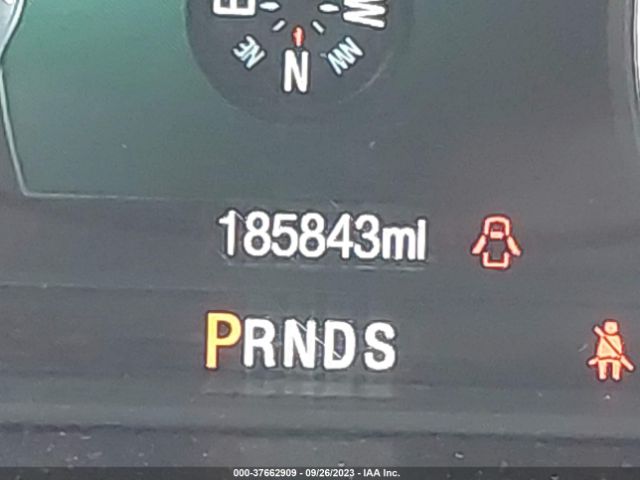 E W
NE NW
N
185843mi
PRNDS
000-37662909 - 09/26/2023 - IAA Inc.